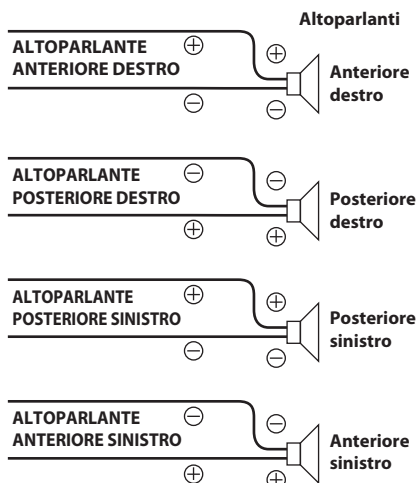 Altoparlanti
ALTOPARLANTE
ANTERIORE DESTRO
⊕
⊕
⊖
⊖
Anteriore
destro
ALTOPARLANTE
POSTERIORE DESTRO
⊖
⊖
⊕
⊕
Posteriore
destro
ALTOPARLANTE
POSTERIORE SINISTRO
⊕
⊕
⊖
⊖
Posteriore
sinistro
ALTOPARLANTE
ANTERIORE SINISTRO
⊖
⊖
⊕
⊕
Anteriore
sinistro